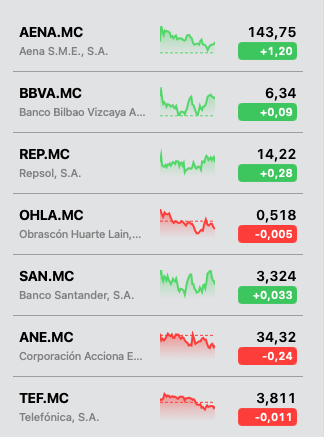 AENA.MC 143,75
Aena S.M.E., S.A. +1,20
BBVA.MC 6,34
Banco Bilbao Vizcaya A... +0,09
REP.MC 14,22
Repsol, S.A. +0,28
OHLA.MC 0,518
Obrascón Huarte Lain,... -0,005
SAN.MC 3,324
Banco Santander, S.A. +0,033
ANE.MC 34,32
Corporación Acciona E... -0,24
TEF.MC 3,811
Telefónica, S.A. -0,011